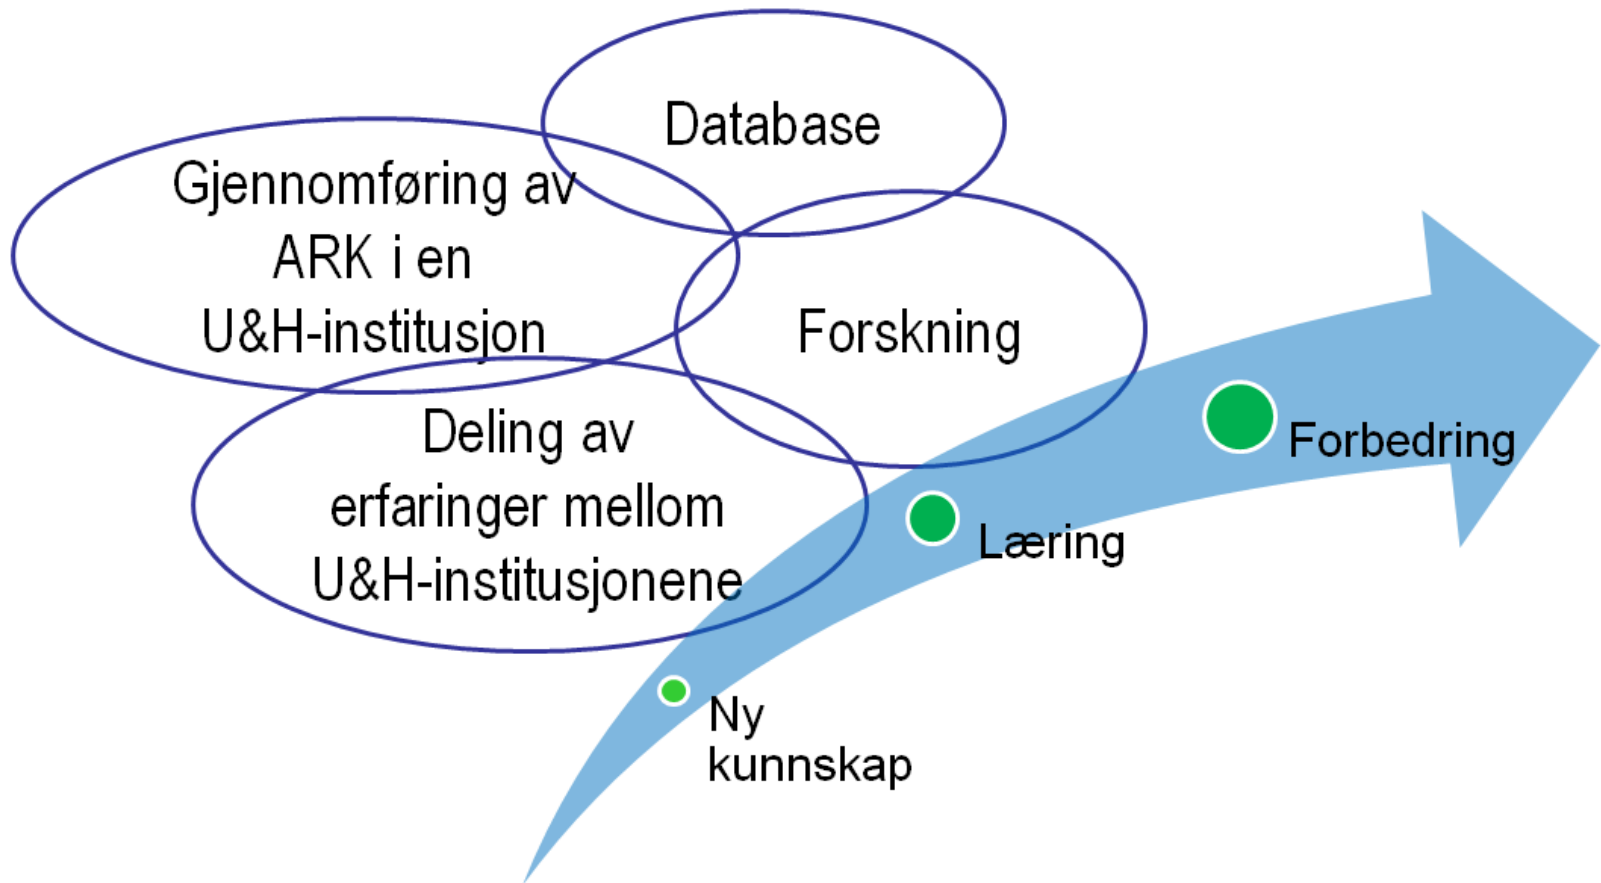 Database
Gjennomføring av
ARK i en
U&H-institusjon
Forskning
Deling av
erfaringer mellom
U&H-institusjonene
Forbedring
Læring
Ny
kunnskap